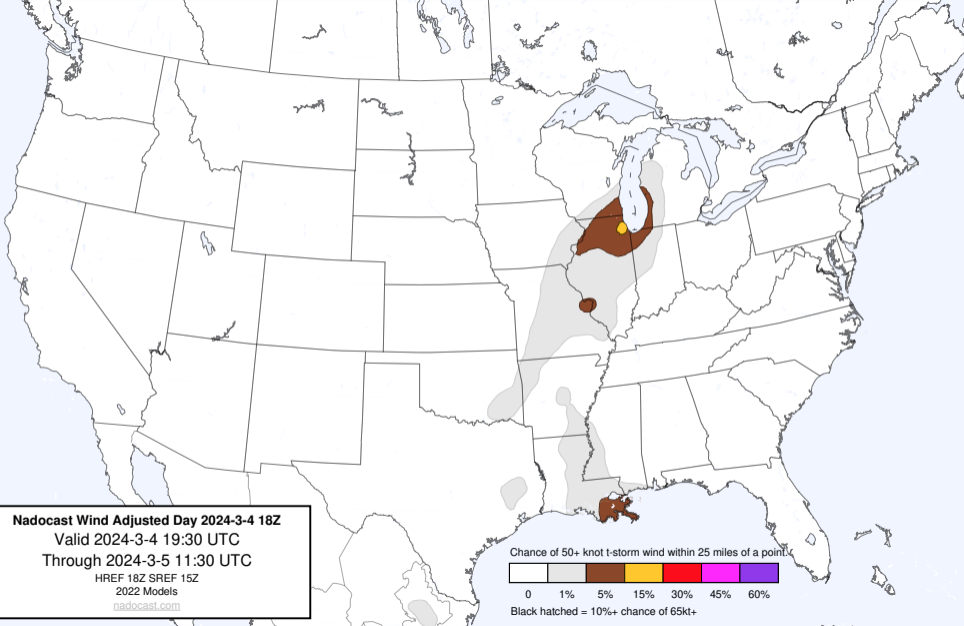 Nadocast Wind Adjusted Day 2024-3-4 18Z
Valid 2024-3-4 19:30 UTC
Through 2024-3-5 11:30 UTC
HREF 18Z SREF 15Z
2022 Models
nadocast.com
Chance of 50+ knot t-storm wind within 25 miles of a point.
0 1% 5% 15% 30% 45% 60%
Black hatched = 10%+ chance of 65kt+